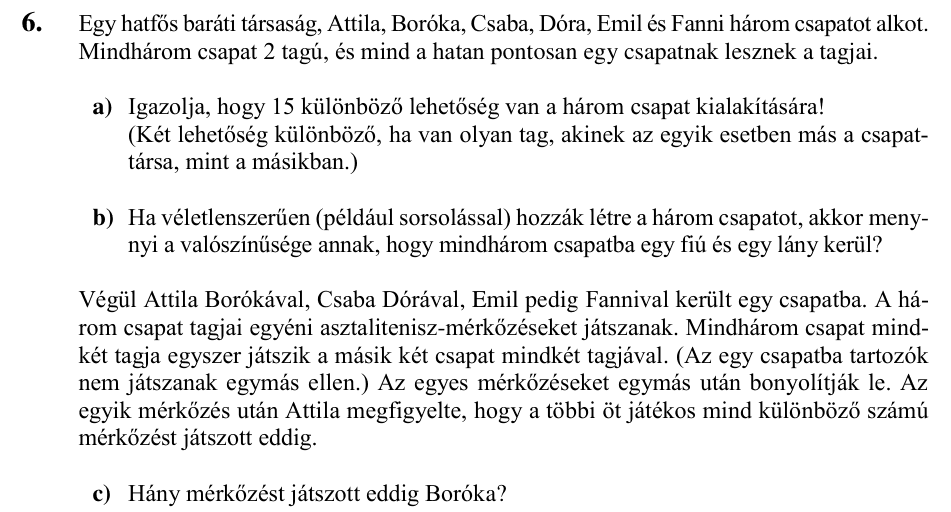 6. Egy hatfős baráti társaság, Attila, Boróka, Csaba, Dóra, Emil és Fanni három csapatot alkot.
Mindhárom csapat 2 tagú, és mind a hatan pontosan egy csapatnak lesznek a tagjai.
a) Igazolja, hogy 15 különböző lehetőség van a három csapat kialakítására!
(Két lehetőség különböző, ha van olyan tag, akinek az egyik esetben más a csapat-
társa, mint a másikban.)
b) Ha véletlenszerűen (például sorsolással) hozzák létre a három csapatot, akkor meny-
nyi a valószínűsége annak, hogy mindhárom csapatba egy fiú és egy lány kerül?
Végül Attila Borókával, Csaba Dórával, Emil pedig Fannival került egy csapatba. A há-
rom csapat tagjai egyéni asztalitenisz-mérkőzéseket játszanak. Mindhárom csapat mind-
két tagja egyszer játszik a másik két csapat mindkét tagjával. (Az egy csapatba tartozók
nem játszanak egymás ellen.) Az egyes mérkőzéseket egymás után bonyolítják le. Az
egyik mérkőzés után Attila megfigyelte, hogy a többi öt játékos mind különböző számú
mérkőzést játszott eddig.
c) Hány mérkőzést játszott eddig Boróka?